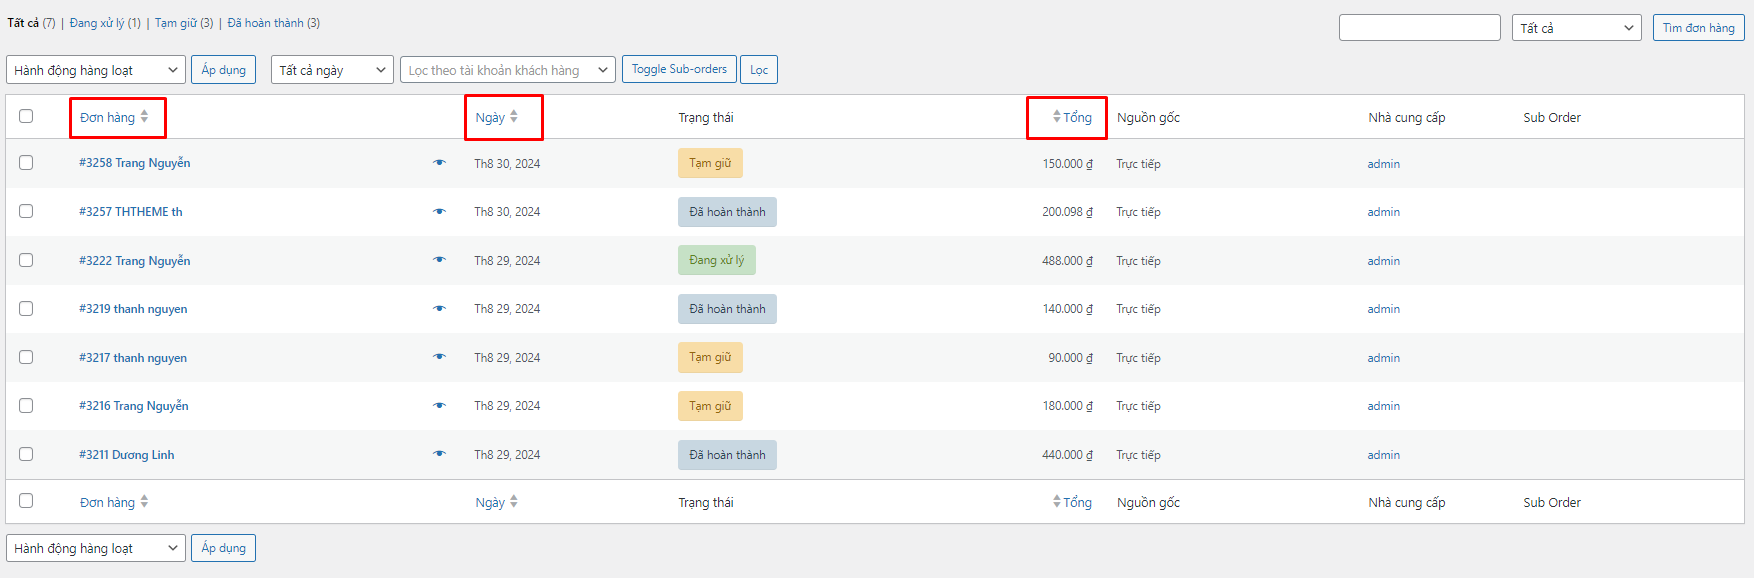 Tất cả (7) | Đang xử lý (1) | Tạm giữ (3) | Đã hoàn thành (3)
Tất cả Tìm đơn hàng
Hành động hàng loạt Áp dụng Tất cả ngày Lọc theo tài khoản khách hàng Toggle Sub-orders Lọc
Đơn hàng Ngày Trạng thái Tổng Nguồn gốc Nhà cung cấp Sub Order
#3258 Trang Nguyễn Th8 30, 2024 Tạm giữ 150.000 ₫ Trực tiếp admin
#3257 THTHEME th Th8 30, 2024 Đã hoàn thành 200.098 ₫ Trực tiếp admin
#3222 Trang Nguyễn Th8 29, 2024 Đang xử lý 488.000 ₫ Trực tiếp admin
#3219 thanh nguyen Th8 29, 2024 Đã hoàn thành 140.000 ₫ Trực tiếp admin
#3217 thanh nguyen Th8 29, 2024 Tạm giữ 90.000 ₫ Trực tiếp admin
#3216 Trang Nguyễn Th8 29, 2024 Tạm giữ 180.000 ₫ Trực tiếp admin
#3211 Dương Linh Th8 29, 2024 Đã hoàn thành 440.000 ₫ Trực tiếp admin
Đơn hàng Ngày Trạng thái Tổng Nguồn gốc Nhà cung cấp Sub Order
Hành động hàng loạt Áp dụng